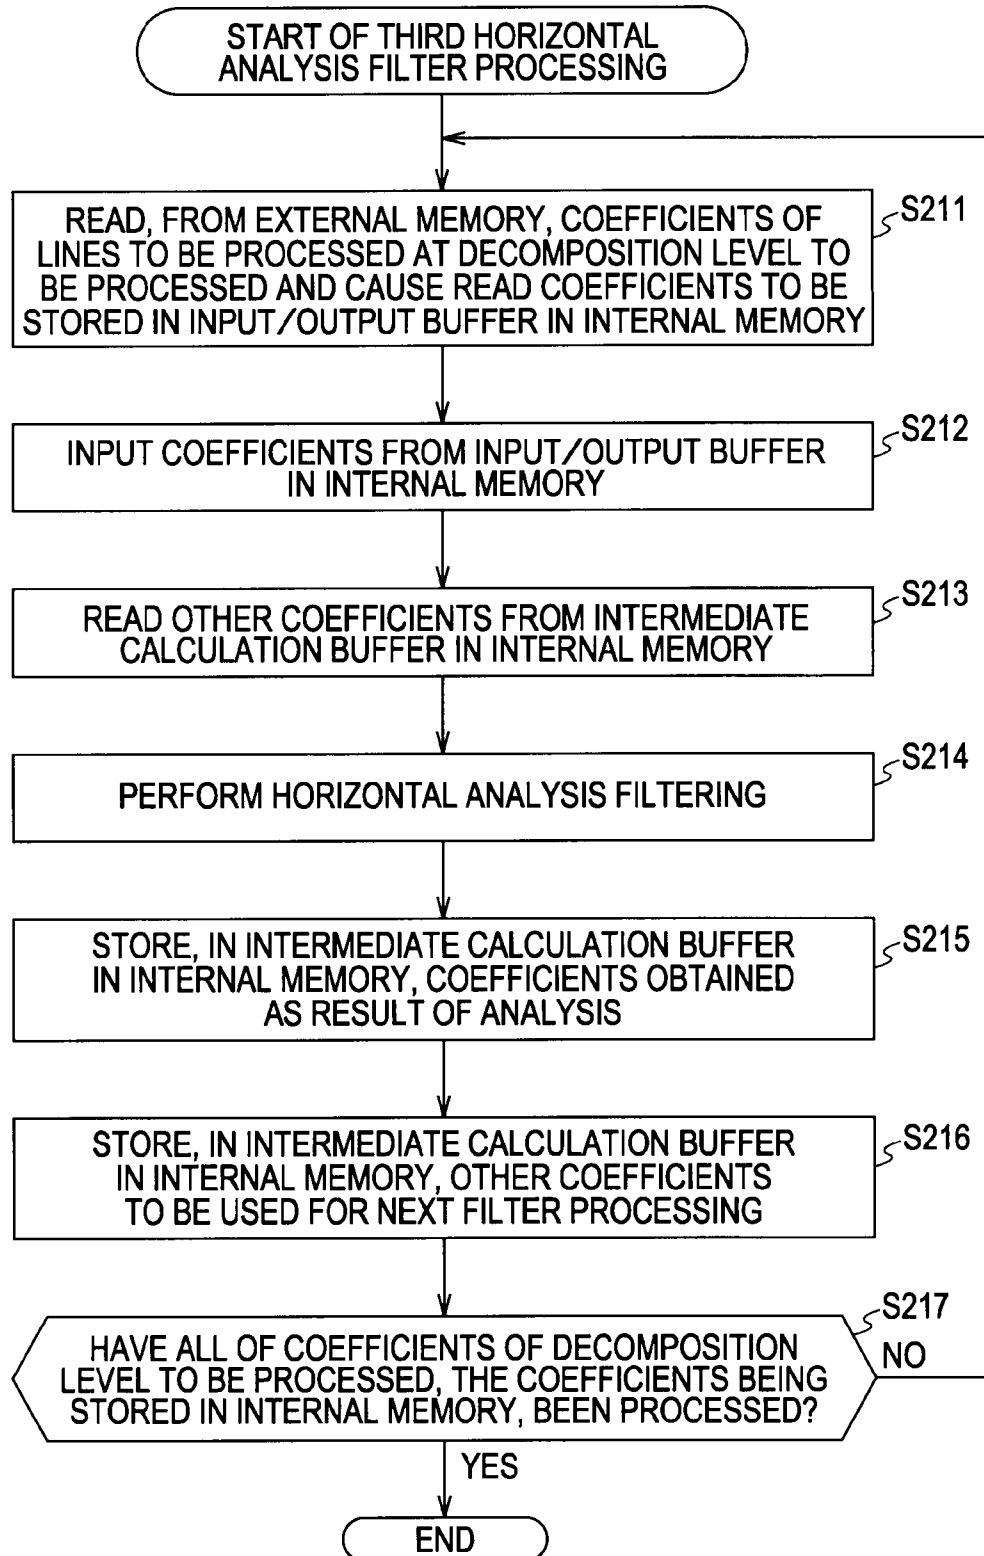 START OF THIRD HORIZONTAL
ANALYSIS FILTER PROCESSING
READ, FROM EXTERNAL MEMORY, COEFFICIENTS OF
LINES TO BE PROCESSED AT DECOMPOSITION LEVEL TO
BE PROCESSED AND CAUSE READ COEFFICIENTS TO BE
STORED IN INPUT/OUTPUT BUFFER IN INTERNAL MEMORY
S211
INPUT COEFFICIENTS FROM INPUT/OUTPUT BUFFER
IN INTERNAL MEMORY
S212
READ OTHER COEFFICIENTS FROM INTERMEDIATE
CALCULATION BUFFER IN INTERNAL MEMORY
S213
PERFORM HORIZONTAL ANALYSIS FILTERING
S214
STORE, IN INTERMEDIATE CALCULATION BUFFER
IN INTERNAL MEMORY, COEFFICIENTS OBTAINED
AS RESULT OF ANALYSIS
S215
STORE, IN INTERMEDIATE CALCULATION BUFFER
IN INTERNAL MEMORY, OTHER COEFFICIENTS
TO BE USED FOR NEXT FILTER PROCESSING
S216
HAVE ALL OF COEFFICIENTS OF DECOMPOSITION
LEVEL TO BE PROCESSED, THE COEFFICIENTS BEING
STORED IN INTERNAL MEMORY, BEEN PROCESSED?
S217
NO
YES
END